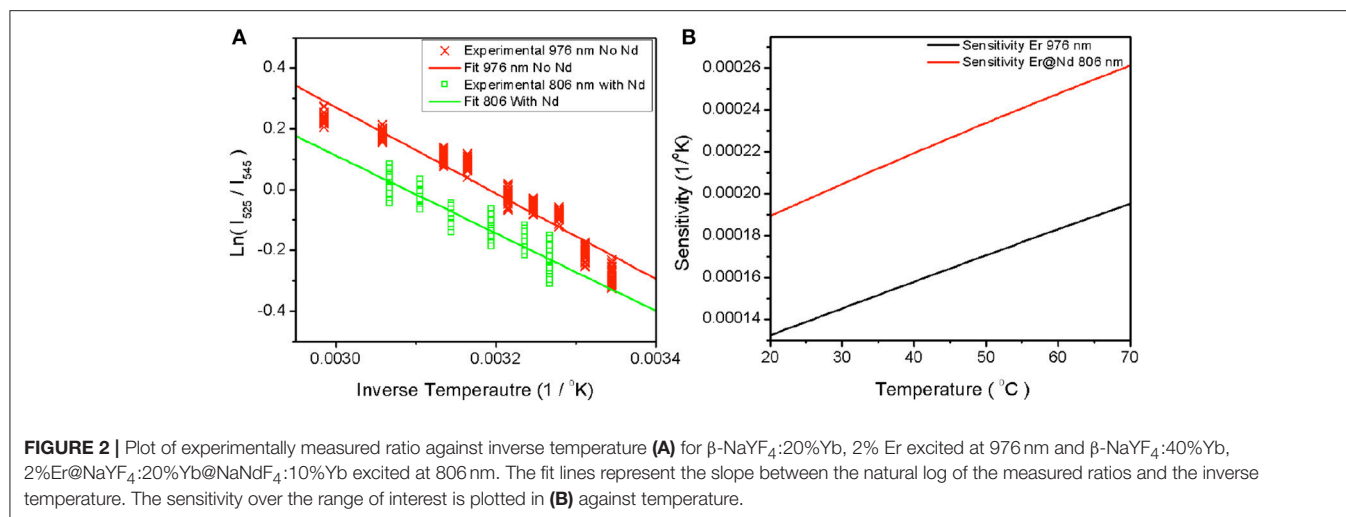 A
Experimental 976 nm No Nd
Fit 976 nm No Nd
Experimental 806 nm with Nd
Fit 806 With Nd
0.4
0.2
0.0
-0.2
-0.4
Ln( I525 / I545)
0.0030
0.0032
0.0034
Inverse Temperautre (1 / ⁰K)
B
Sensitivity Er 976 nm
Sensitivity Er@Nd 806 nm
0.00026
0.00024
0.00022
0.00020
0.00018
0.00016
0.00014
Sensitivity (1/⁰K)
20
30
40
50
60
70
Temperature ( ⁰C )
FIGURE 2 | Plot of experimentally measured ratio against inverse temperature (A) for β-NaYF₄:20%Yb, 2% Er excited at 976 nm and β-NaYF₄:40%Yb,
2%Er@NaYF₄:20%Yb@NaNdF₄:10%Yb excited at 806 nm. The fit lines represent the slope between the natural log of the measured ratios and the inverse
temperature. The sensitivity over the range of interest is plotted in (B) against temperature.